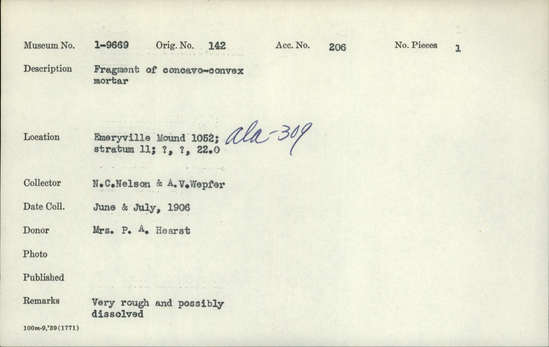 Museum No. 1-9669 Orig. No. 142 Acc. No. 206 No. Pieces 1
Description Fragment of concavo-convex
mortar
Location Emeryville Mound 1052; ala-309
stratum 11; ?, ?, 22.0
Collector N.C.Nelson & A.V.Wepfer
Date Coll. June & July, 1906
Donor Mrs. P. A. Hearst
Photo
Published
Remarks Very rough and possibly
dissolved
100m-9,'39(1771)